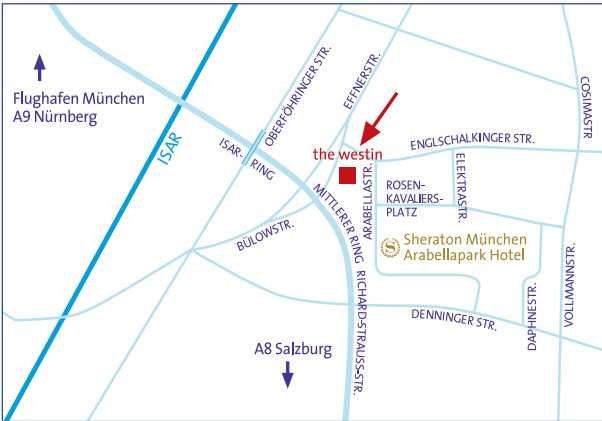 Flughafen München
A9 Nürnberg
ISAR
ISAR-
RING
OBERFÖHRINGER STR.
EFFNERSTR.
COSIMASTR.
ENGLSCHALKINGER STR.
the westin
ARABELLASTR.
ROSEN-
KAVALIERS-
PLATZ
ELEKTRASTR.
BÜLOWSTR.
MITTLERER RING
RICHARD-STRAUSS-STR.
S
Sheraton München
Arabellapark Hotel
DENNINGER STR.
DAPHNESTR.
VOLLMANNSTR.
A8 Salzburg